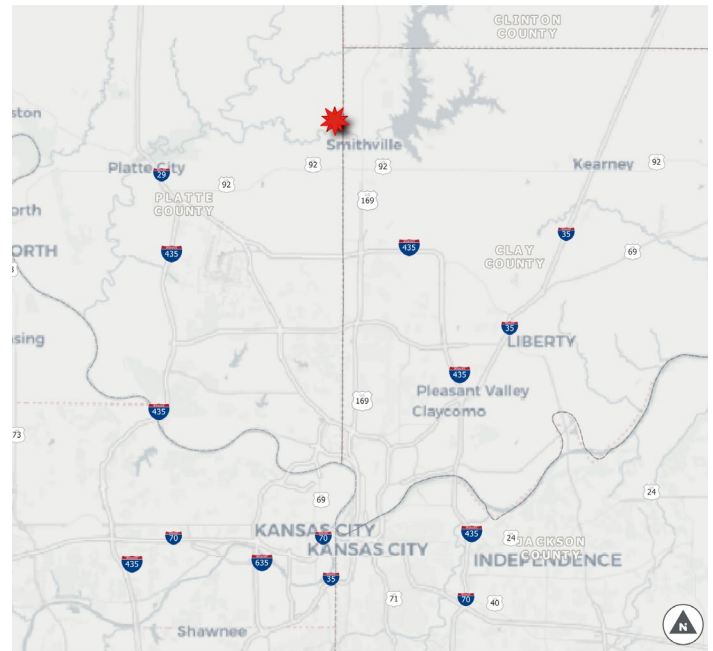 CLINTON
COUNTY
ston
Smithville
Platte City
29
92
92
92
Kearney
92
PLATTE
COUNTY
169
orth
35
ORTH
435
435
CLAY
COUNTY
69
35
sing
LIBERTY
435
Pleasant Valley
169
Claycomo
435
73
69
24
KANSAS CITY
70
70
KANSAS CITY
435
24
JACKSON
COUNTY
INDEPENDENCE
435
635
35
71
70
40
Shawnee
N